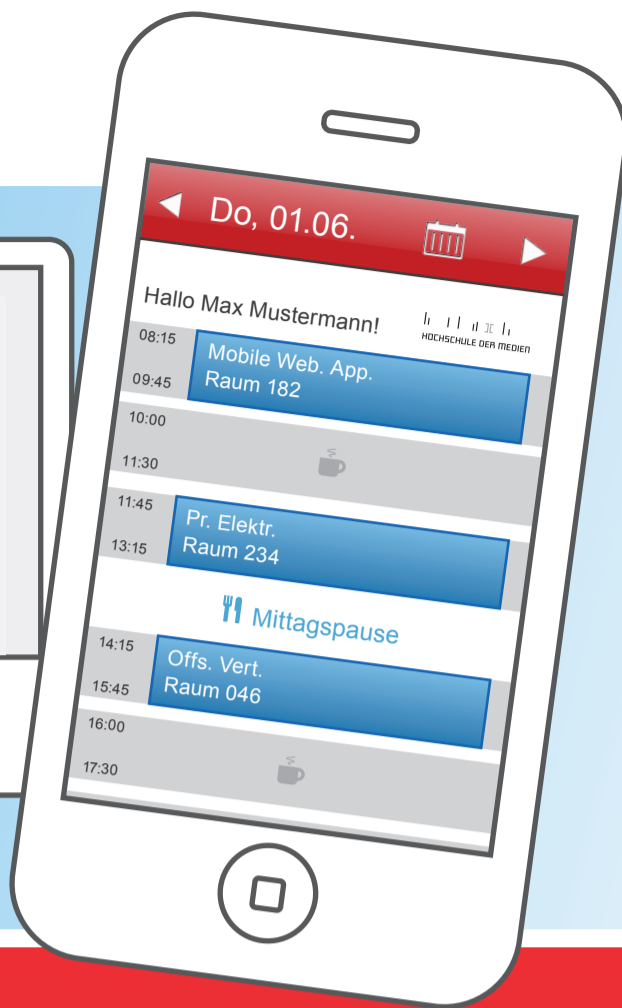 Do, 01.06.
Hallo Max Mustermann!
HOCHSCHULE DER MEDIEN
08:15
Mobile Web. App.
09:45
Raum 182
10:00
11:30
11:45
Pr. Elektr.
13:15
Raum 234
Mittagspause
14:15
Offs. Vert.
15:45
Raum 046
16:00
17:30